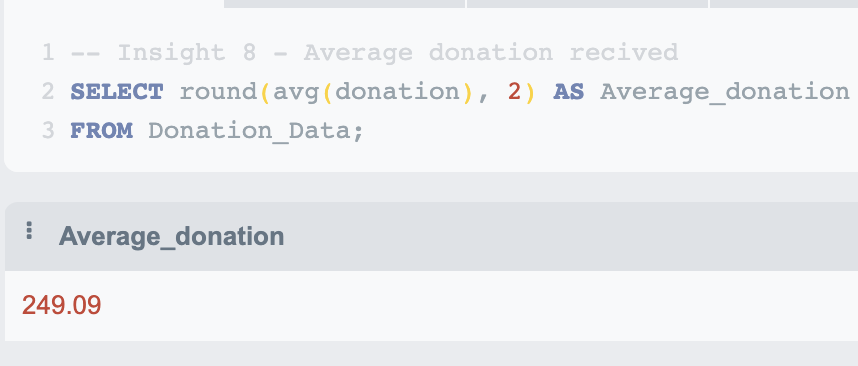 1 -- Insight 8 - Average donation recived
2 SELECT round(avg(donation), 2) AS Average_donation
3 FROM Donation_Data;
Average_donation
249.09